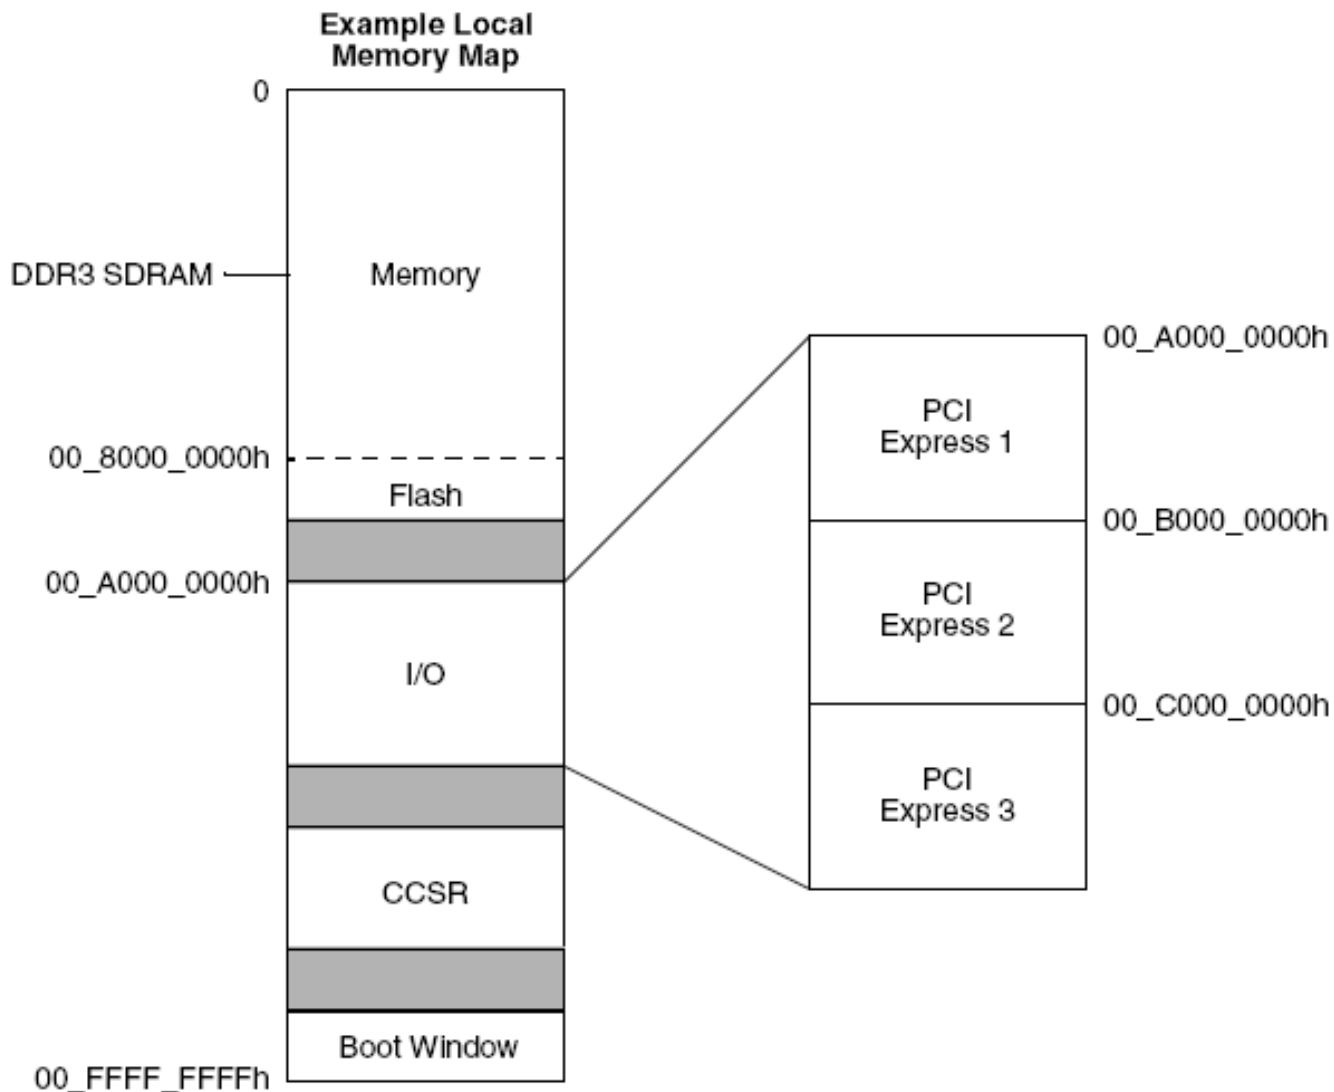 Example Local
Memory Map
0
DDR3 SDRAM
Memory
00_8000_0000h
Flash
00_A000_0000h
I/O
CCSR
Boot Window
00_FFFF_FFFFh
00_A000_0000h
PCI
Express 1
00_B000_0000h
PCI
Express 2
00_C000_0000h
PCI
Express 3